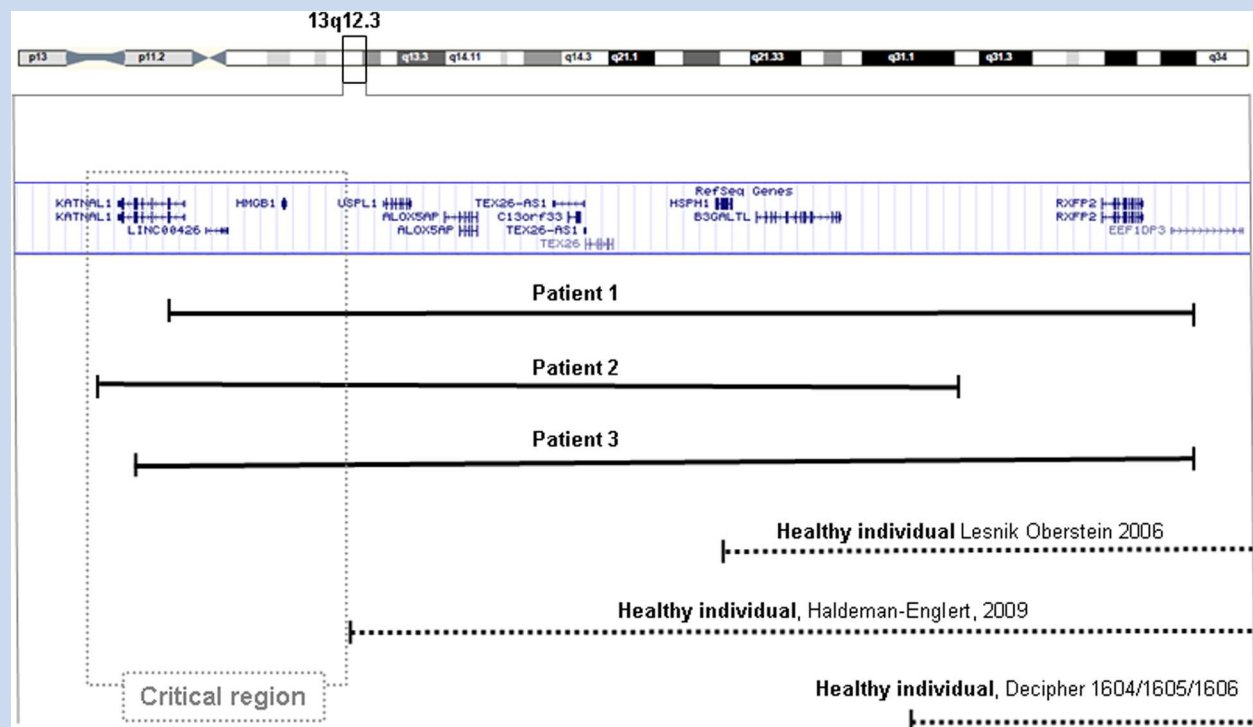 13q12.3
p13 p11.2 q13.3 q14.11 q14.3 q21.1 q21.33 q31.1 q31.3 q34
RefSeq Genes
KATNAL1 HMGB1 USPL1 TEX26-AS1 HSPH1 RXFP2
KATNAL1 ALOX5AP C13orf33 B3GALTL RXFP2
LINC00426 ALOX5AP TEX26-AS1 EEF1DP3
TEX26
Patient 1
Patient 2
Patient 3
Healthy individual Lesnik Oberstein 2006
Healthy individual, Haldeman-Englert, 2009
Healthy individual, Decipher 1604/1605/1606
Critical region